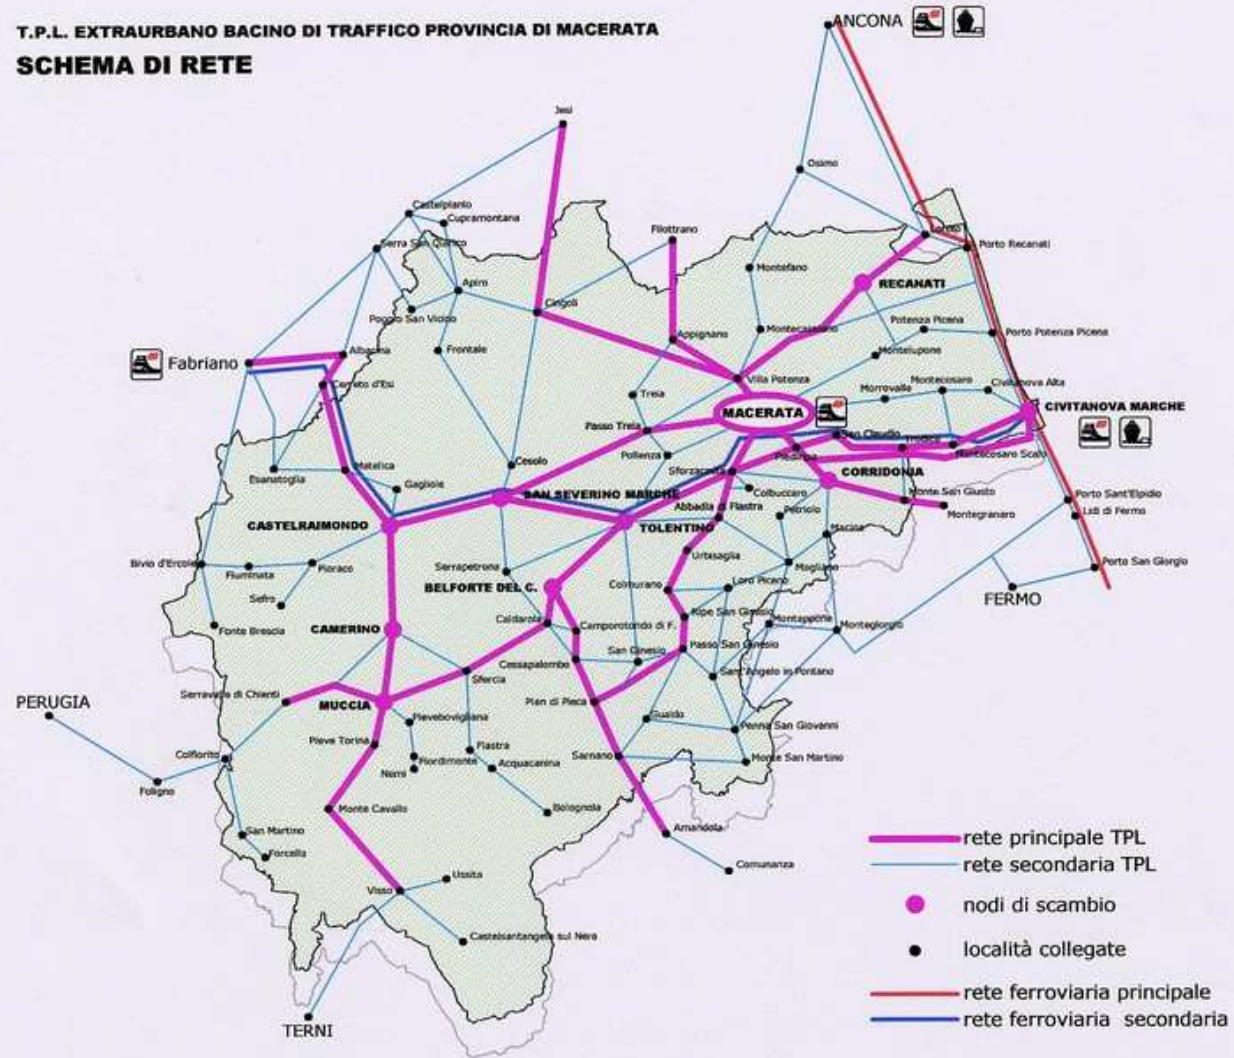 ANCONA
T.P.L. EXTRAURBANO BACINO DI TRAFFICO PROVINCIA DI MACERATA
SCHEMA DI RETE
Jesi
Osimo
Castelplanio
Cupramontana
Filottrano
Serra San Quirico
Loreto
Porto Recanati
Montefano
Apiro
RECANATI
Cingoli
Poggio San Vicino
Potenza Picena
Appignano
Montecassiano
Porto Potenza Picena
Fabriano
Albacina
Frontale
Montelupone
Cerreto d'Esi
Villa Potenza
Treia
Morrovalle
Montecosaro
Civitanova Alta
MACERATA
CIVITANOVA MARCHE
Passo Treia
San Claudio
Trodica
Montecosaro Scalo
Pollenza
Piediripa
Esanatoglia
Matelica
Cesolo
Sforzacosta
CORRIDONIA
Gagliole
SAN SEVERINO MARCHE
Colbuccaro
Monte San Giusto
Porto Sant'Elpidio
Abbadia di Fiastra
Petriolo
Montegranaro
Lidi di Fermo
CASTELRAIMONDO
TOLENTINO
Macina
Urbisaglia
Bivio d'Ercole
Fiuminata
Pioraco
Serrapetrona
Mogliano
Porto San Giorgio
BELFORTE DEL C.
Colmurano
Loro Piceno
Sefro
FERMO
Fonte Brescia
CAMERINO
Caldarola
Camporotondo di F.
Ripe San Ginesio
Montappone
Montegiorgio
San Ginesio
Passo San Ginesio
Cessapalombo
Sfercia
Sant'Angelo in Pontano
Serravalle di Chienti
PERUGIA
MUCCIA
Pian di Pieca
Pievebovigliana
Gualdo
Penna San Giovanni
Pieve Torina
Colfiorito
Fiastra
Sarnano
Fiordimonte
Monte San Martino
Nemi
Acquacanina
Foligno
Monte Cavallo
Bolognola
San Martino
Amandola
Forcella
Comunanza
Ussita
Visso
Castelsantangelo sul Nera
TERNI
rete principale TPL
rete secondaria TPL
nodi di scambio
località collegate
rete ferroviaria principale
rete ferroviaria secondaria